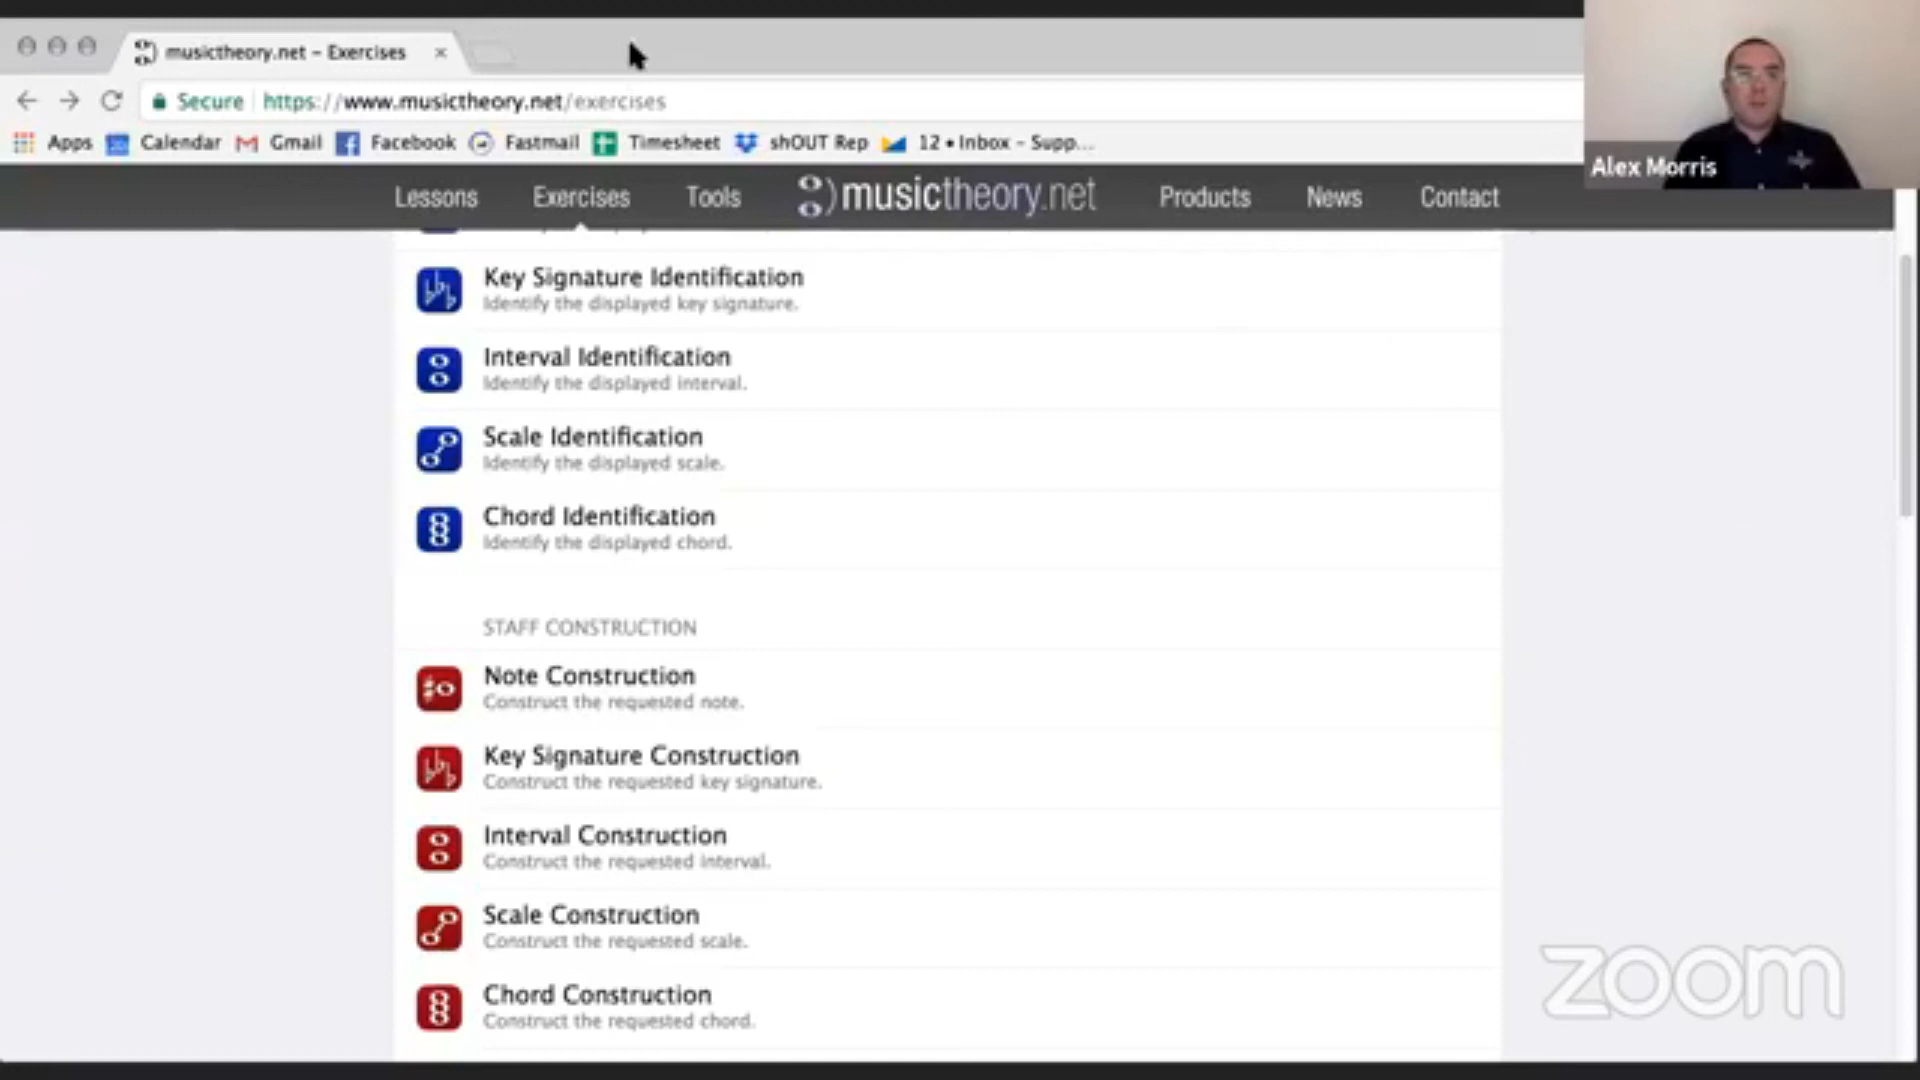 musictheory.net - Exercises
Secure https://www.musictheory.net/exercises
Apps Calendar Gmail Facebook Fastmail Timesheet shOUT Rep 12 • Inbox - Supp...
Alex Morris
Lessons Exercises Tools musictheory.net Products News Contact
Key Signature Identification
Identify the displayed key signature.
Interval Identification
Identify the displayed interval.
Scale Identification
Identify the displayed scale.
Chord Identification
Identify the displayed chord.
STAFF CONSTRUCTION
Note Construction
Construct the requested note.
Key Signature Construction
Construct the requested key signature.
Interval Construction
Construct the requested interval.
Scale Construction
Construct the requested scale.
Chord Construction
Construct the requested chord.
zoom